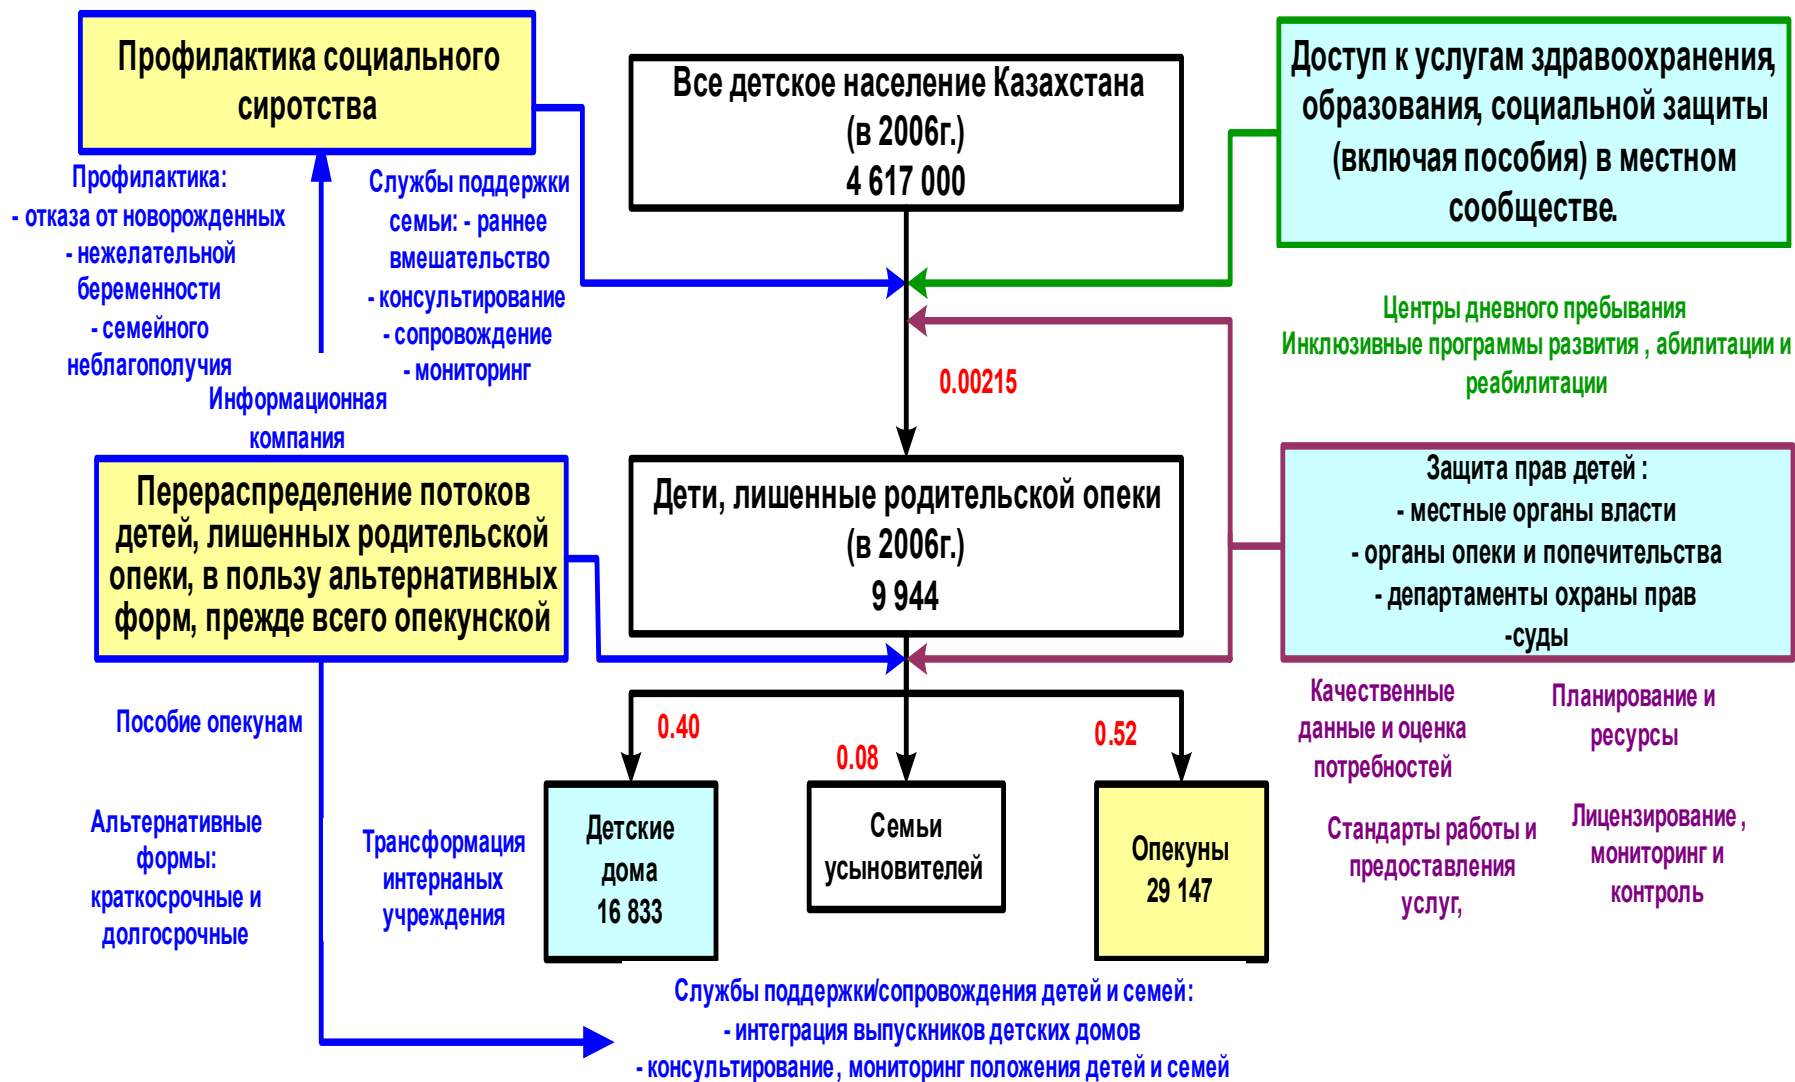 Профилактика социального
сиротства
Все детское население Казахстана
(в 2006г.)
4 617 000
Доступ к услугам здравоохранения,
образования, социальной защиты
(включая пособия) в местном
сообществе.
Профилактика:
- отказа от новорожденных
- нежелательной
беременности
- семейного
неблагополучия
Службы поддержки
семьи: - раннее
вмешательство
- консультирование
- сопровождение
- мониторинг
Информационная
компания
Центры дневного пребывания
Инклюзивные программы развития , абилитации и
реабилитации
0.00215
Перераспределение потоков
детей, лишенных родительской
опеки, в пользу альтернативных
форм, прежде всего опекунской
Дети, лишенные родительской опеки
(в 2006г.)
9 944
Защита прав детей :
- местные органы власти
- органы опеки и попечительства
- департаменты охраны прав
-суды
Пособие опекунам
0.40
0.08
0.52
Качественные
данные и оценка
потребностей
Планирование и
ресурсы
Альтернативные
формы:
краткосрочные и
долгосрочные
Трансформация
интернаных
учреждения
Детские
дома
16 833
Семьи
усыновителей
Опекуны
29 147
Стандарты работы и
предоставления
услуг,
Лицензирование ,
мониторинг и
контроль
Службы поддержки/сопровождения детей и семей :
- интеграция выпускников детских домов
- консультирование , мониторинг положения детей и семей